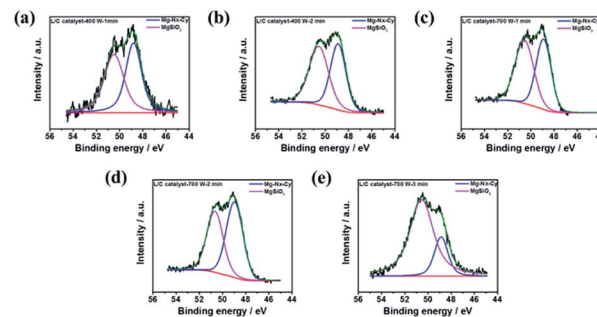 (a)
L/C catalyst-400 W-1min
Mg-Nx-Cy
MgSiO3
Intensity / a.u.
56 54 52 50 48 46 44
Binding energy / eV
(b)
L/C catalyst-400 W-2 min
Mg-Nx-Cy
MgSiO3
Intensity / a.u.
56 54 52 50 48 46 44
Binding energy / eV
(c)
L/C catalyst-700 W-1min
Mg-Nx-Cy
MgSiO3
Intensity / a.u.
56 54 52 50 48 46 44
Binding energy / eV
(d)
L/C catalyst-700 W-2 min
Mg-Nx-Cy
MgSiO3
Intensity / a.u.
56 54 52 50 48 46 44
Binding energy / eV
(e)
L/C catalyst-700 W-3 min
Mg-Nx-Cy
MgSiO3
Intensity / a.u.
56 54 52 50 48 46 44
Binding energy / eV